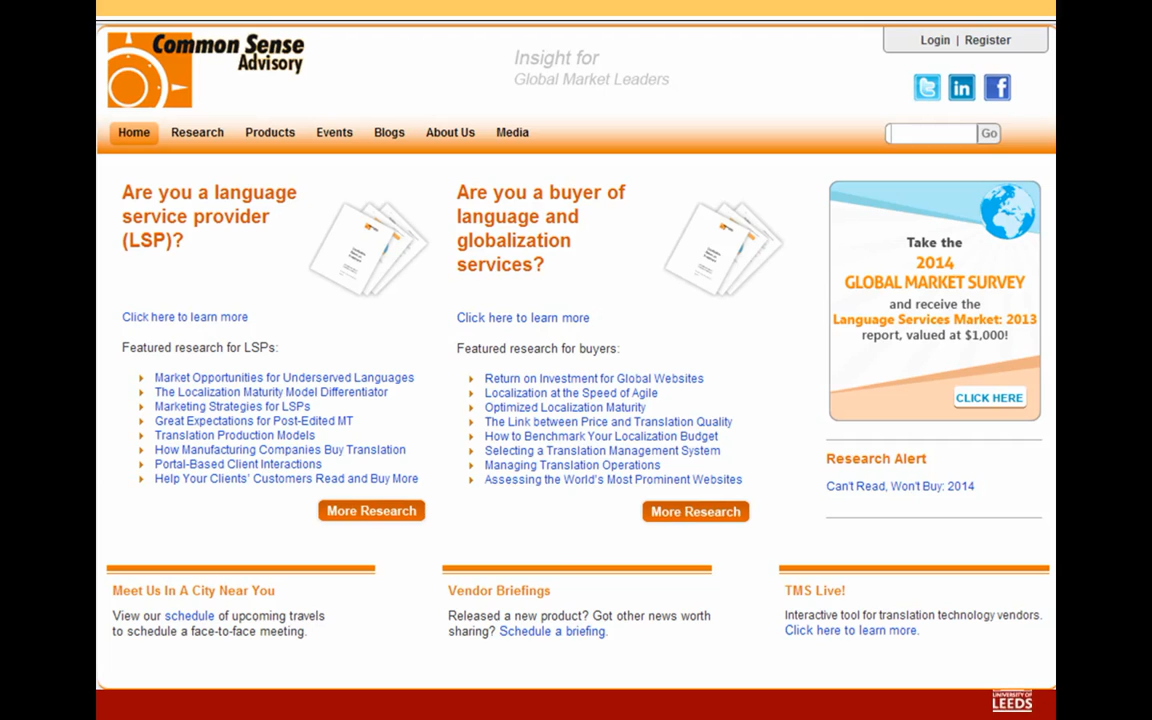 Common Sense
Advisory
Insight for
Global Market Leaders
Login | Register
Home Research Products Events Blogs About Us Media
Go
Are you a language
service provider
(LSP)?
Click here to learn more
Featured research for LSPs:
Market Opportunities for Underserved Languages
The Localization Maturity Model Differentiator
Marketing Strategies for LSPs
Great Expectations for Post-Edited MT
Translation Production Models
How Manufacturing Companies Buy Translation
Portal-Based Client Interactions
Help Your Clients' Customers Read and Buy More
More Research
Are you a buyer of
language and
globalization
services?
Click here to learn more
Featured research for buyers:
Return on Investment for Global Websites
Localization at the Speed of Agile
Optimized Localization Maturity
The Link between Price and Translation Quality
How to Benchmark Your Localization Budget
Selecting a Translation Management System
Managing Translation Operations
Assessing the World's Most Prominent Websites
More Research
Take the
2014
GLOBAL MARKET SURVEY
and receive the
Language Services Market: 2013
report, valued at $1,000!
CLICK HERE
Research Alert
Can't Read, Won't Buy: 2014
Meet Us In A City Near You
View our schedule of upcoming travels
to schedule a face-to-face meeting.
Vendor Briefings
Released a new product? Got other news worth
sharing? Schedule a briefing.
TMS Live!
Interactive tool for translation technology vendors.
Click here to learn more.
UNIVERSITY OF
LEEDS